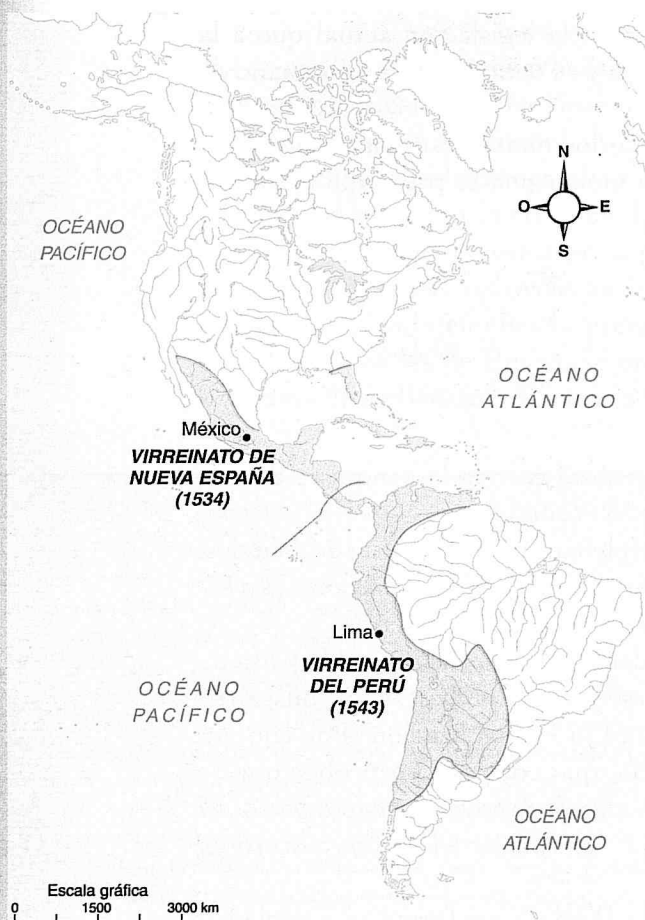 N
O E
S
OCÉANO
PACÍFICO
OCÉANO
ATLÁNTICO
México
VIRREINATO DE
NUEVA ESPAÑA
(1534)
Lima
VIRREINATO
DEL PERÚ
(1543)
OCÉANO
PACÍFICO
OCÉANO
ATLÁNTICO
Escala gráfica
0 1500 3000 km